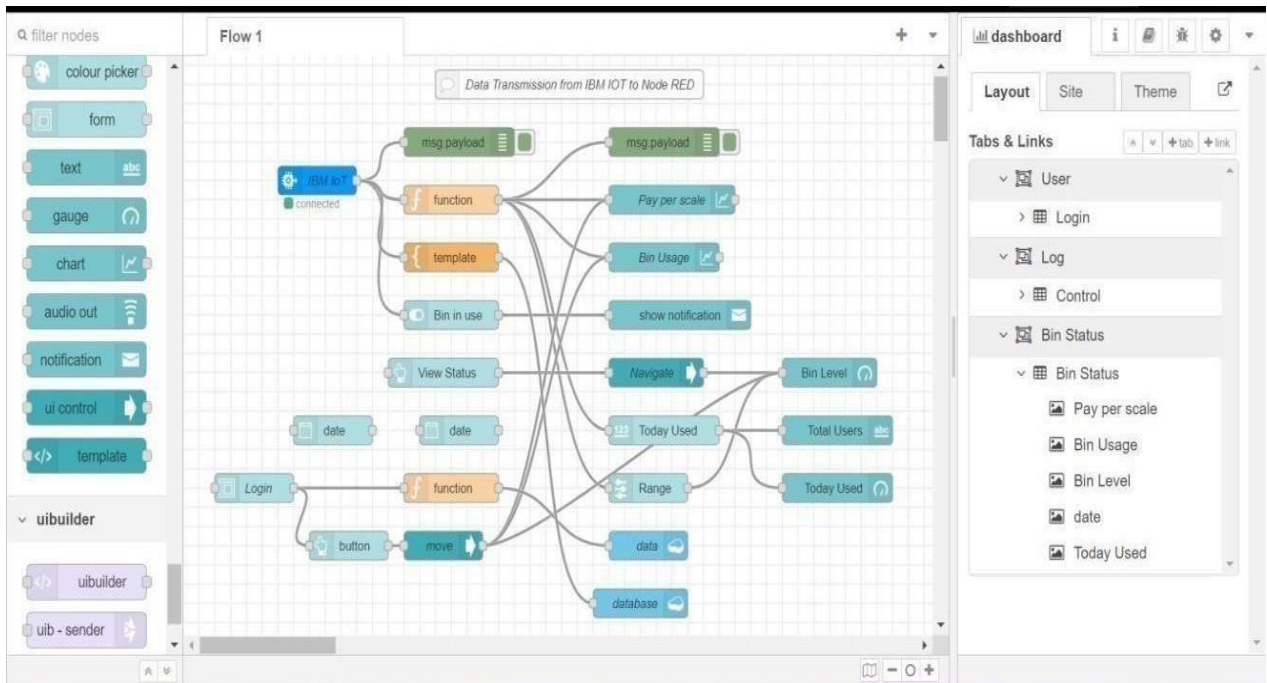 filter nodes
colour picker
form
text
abc
gauge
chart
audio out
notification
ui control
template
uibuilder
uibuilder
uib - sender
Flow 1
Data Transmission from IBM IOT to Node RED
msg.payload
msg.payload
IBM IoT
connected
function
Pay per scale
template
Bin Usage
Bin in use
show notification
View Status
Navigate
Bin Level
date
date
123
Today Used
Total Users
abc
Login
function
Range
Today Used
button
move
data
database
dashboard
i
Layout
Site
Theme
Tabs & Links
+tab
+link
User
Login
Log
Control
Bin Status
Bin Status
Pay per scale
Bin Usage
Bin Level
date
Today Used